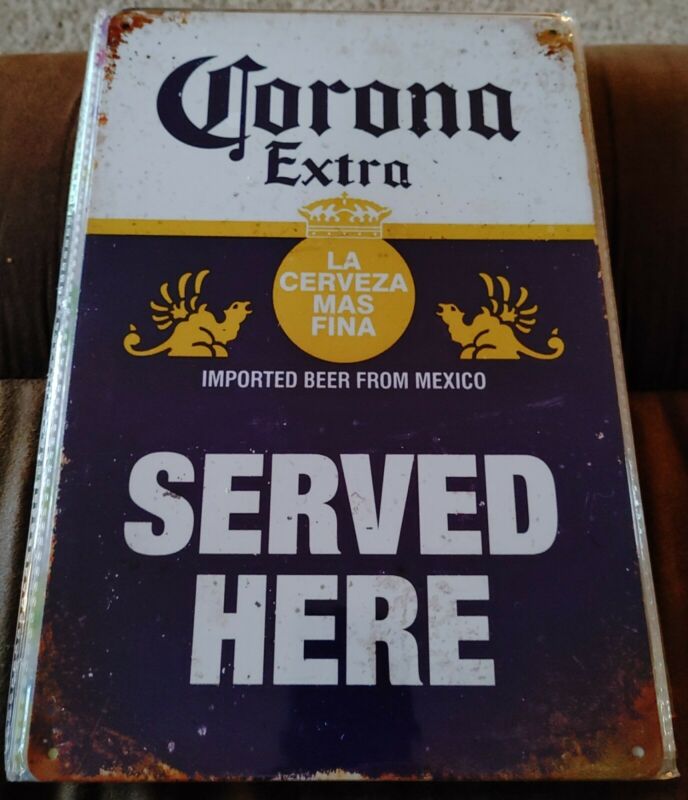 Corona
Extra
LA
CERVEZA
MAS
FINA
IMPORTED BEER FROM MEXICO
SERVED
HERE